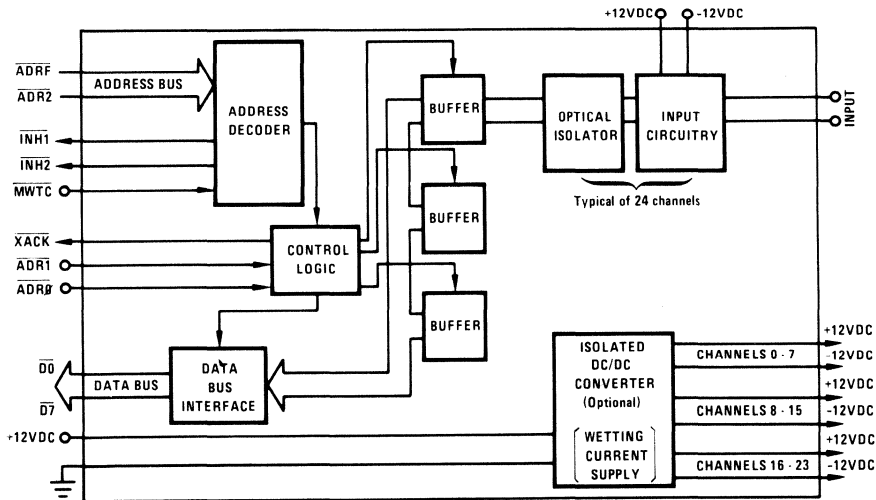 +12VDC -12VDC
ADRF
ADDRESS BUS
ADR2
INH1
INH2
MWTC
ADDRESS
DECODER
BUFFER
OPTICAL
ISOLATOR
INPUT
CIRCUITRY
INPUT
Typical of 24 channels
BUFFER
XACK
ADR1
ADR0
CONTROL
LOGIC
BUFFER
D0
DATA BUS
D7
DATA
BUS
INTERFACE
ISOLATED
DC/DC
CONVERTER
(Optional)
WETTING
CURRENT
SUPPLY
+12VDC
CHANNELS 0 - 7
-12VDC
+12VDC
CHANNELS 8 - 15
-12VDC
+12VDC
CHANNELS 16 - 23
-12VDC
+12VDC